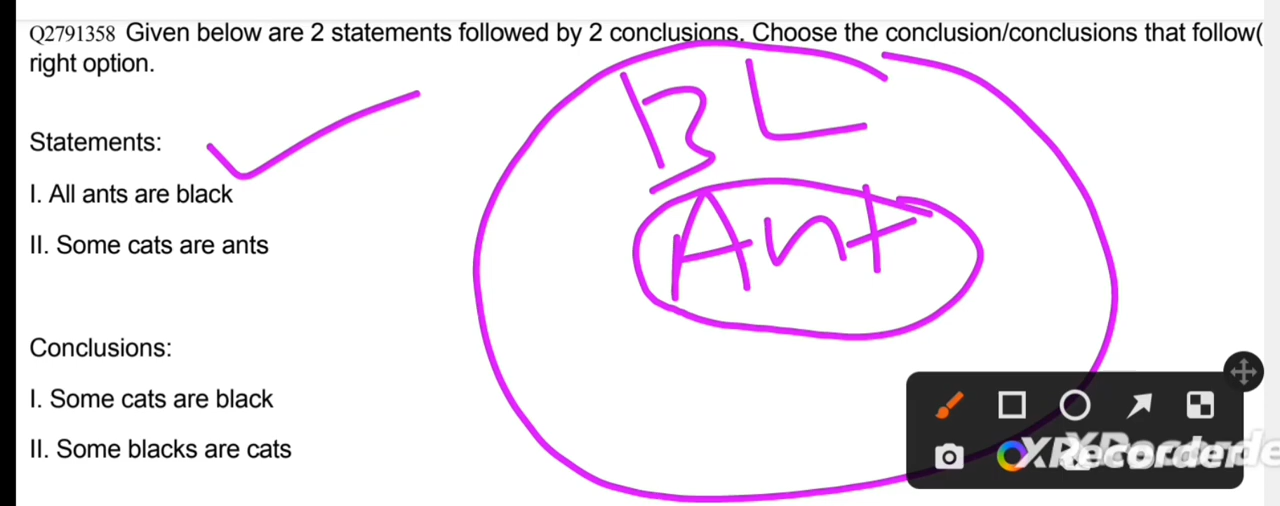 Q2791358 Given below are 2 statements followed by 2 conclusions. Choose the conclusion/conclusions that follow(
right option.
Statements:
BL
I. All ants are black
Ant
II. Some cats are ants
Conclusions:
I. Some cats are black
II. Some blacks are cats
XRecorder